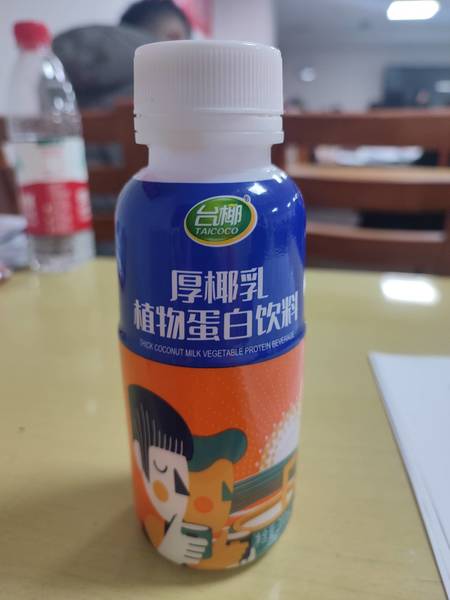 台椰
TAICOCO
厚椰乳
植物蛋白饮料
THICK COCONUT MILK VEGETABLE PROTEIN BEVERAGE